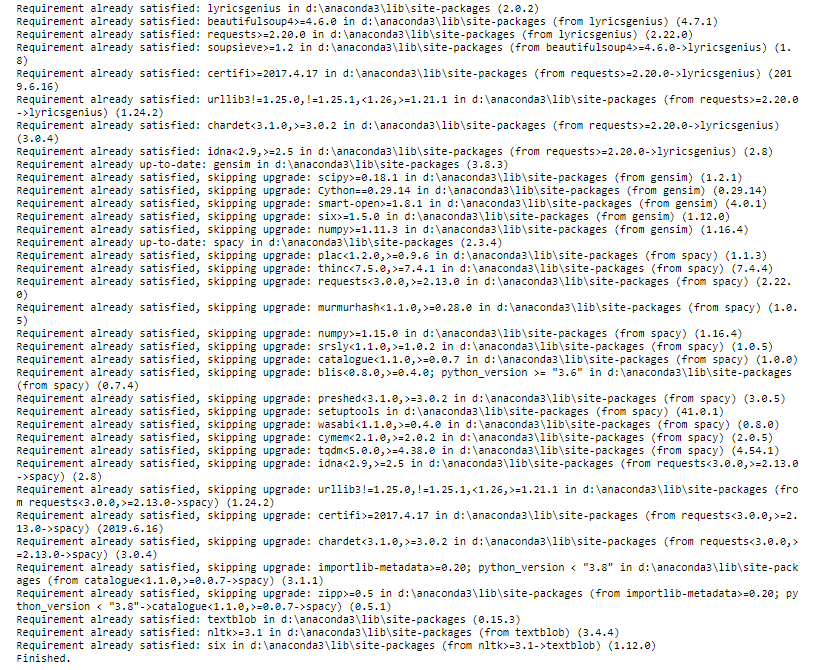 Requirement already satisfied: lyricsgenius in d:\anaconda3\lib\site-packages (2.0.2)
Requirement already satisfied: beautifulsoup4>=4.6.0 in d:\anaconda3\lib\site-packages (from lyricsgenius) (4.7.1)
Requirement already satisfied: requests>=2.20.0 in d:\anaconda3\lib\site-packages (from lyricsgenius) (2.22.0)
Requirement already satisfied: soupsieve>=1.2 in d:\anaconda3\lib\site-packages (from beautifulsoup4>=4.6.0->lyricsgenius) (1.
8)
Requirement already satisfied: certifi>=2017.4.17 in d:\anaconda3\lib\site-packages (from requests>=2.20.0->lyricsgenius) (201
9.6.16)
Requirement already satisfied: urllib3!=1.25.0,!=1.25.1,<1.26,>=1.21.1 in d:\anaconda3\lib\site-packages (from requests>=2.20.0
->lyricsgenius) (1.24.2)
Requirement already satisfied: chardet<3.1.0,>=3.0.2 in d:\anaconda3\lib\site-packages (from requests>=2.20.0->lyricsgenius)
(3.0.4)
Requirement already satisfied: idna<2.9,>=2.5 in d:\anaconda3\lib\site-packages (from requests>=2.20.0->lyricsgenius) (2.8)
Requirement already up-to-date: gensim in d:\anaconda3\lib\site-packages (3.8.3)
Requirement already satisfied, skipping upgrade: scipy>=0.18.1 in d:\anaconda3\lib\site-packages (from gensim) (1.2.1)
Requirement already satisfied, skipping upgrade: Cython==0.29.14 in d:\anaconda3\lib\site-packages (from gensim) (0.29.14)
Requirement already satisfied, skipping upgrade: smart-open>=1.8.1 in d:\anaconda3\lib\site-packages (from gensim) (4.0.1)
Requirement already satisfied, skipping upgrade: six>=1.5.0 in d:\anaconda3\lib\site-packages (from gensim) (1.12.0)
Requirement already satisfied, skipping upgrade: numpy>=1.11.3 in d:\anaconda3\lib\site-packages (from gensim) (1.16.4)
Requirement already up-to-date: spacy in d:\anaconda3\lib\site-packages (2.3.4)
Requirement already satisfied, skipping upgrade: plac<1.2.0,>=0.9.6 in d:\anaconda3\lib\site-packages (from spacy) (1.1.3)
Requirement already satisfied, skipping upgrade: thinc<7.5.0,>=7.4.1 in d:\anaconda3\lib\site-packages (from spacy) (7.4.4)
Requirement already satisfied, skipping upgrade: requests<3.0.0,>=2.13.0 in d:\anaconda3\lib\site-packages (from spacy) (2.22.
0)
Requirement already satisfied, skipping upgrade: murmurhash<1.1.0,>=0.28.0 in d:\anaconda3\lib\site-packages (from spacy) (1.0.
5)
Requirement already satisfied, skipping upgrade: numpy>=1.15.0 in d:\anaconda3\lib\site-packages (from spacy) (1.16.4)
Requirement already satisfied, skipping upgrade: srsly<1.1.0,>=1.0.2 in d:\anaconda3\lib\site-packages (from spacy) (1.0.5)
Requirement already satisfied, skipping upgrade: catalogue<1.1.0,>=0.0.7 in d:\anaconda3\lib\site-packages (from spacy) (1.0.0)
Requirement already satisfied, skipping upgrade: blis<0.8.0,>=0.4.0; python_version >= "3.6" in d:\anaconda3\lib\site-packages
(from spacy) (0.7.4)
Requirement already satisfied, skipping upgrade: preshed<3.1.0,>=3.0.2 in d:\anaconda3\lib\site-packages (from spacy) (3.0.5)
Requirement already satisfied, skipping upgrade: setuptools in d:\anaconda3\lib\site-packages (from spacy) (41.0.1)
Requirement already satisfied, skipping upgrade: wasabi<1.1.0,>=0.4.0 in d:\anaconda3\lib\site-packages (from spacy) (0.8.0)
Requirement already satisfied, skipping upgrade: cymem<2.1.0,>=2.0.2 in d:\anaconda3\lib\site-packages (from spacy) (2.0.5)
Requirement already satisfied, skipping upgrade: tqdm<5.0.0,>=4.38.0 in d:\anaconda3\lib\site-packages (from spacy) (4.54.1)
Requirement already satisfied, skipping upgrade: idna<2.9,>=2.5 in d:\anaconda3\lib\site-packages (from requests<3.0.0,>=2.13.0
->spacy) (2.8)
Requirement already satisfied, skipping upgrade: urllib3!=1.25.0,!=1.25.1,<1.26,>=1.21.1 in d:\anaconda3\lib\site-packages (fro
m requests<3.0.0,>=2.13.0->spacy) (1.24.2)
Requirement already satisfied, skipping upgrade: certifi>=2017.4.17 in d:\anaconda3\lib\site-packages (from requests<3.0.0,>=2.
13.0->spacy) (2019.6.16)
Requirement already satisfied, skipping upgrade: chardet<3.1.0,>=3.0.2 in d:\anaconda3\lib\site-packages (from requests<3.0.0,>
=2.13.0->spacy) (3.0.4)
Requirement already satisfied, skipping upgrade: importlib-metadata>=0.20; python_version < "3.8" in d:\anaconda3\lib\site-pack
ages (from catalogue<1.1.0,>=0.0.7->spacy) (3.1.1)
Requirement already satisfied, skipping upgrade: zipp>=0.5 in d:\anaconda3\lib\site-packages (from importlib-metadata>=0.20; py
thon_version < "3.8"->catalogue<1.1.0,>=0.0.7->spacy) (0.5.1)
Requirement already satisfied: textblob in d:\anaconda3\lib\site-packages (0.15.3)
Requirement already satisfied: nltk>=3.1 in d:\anaconda3\lib\site-packages (from textblob) (3.4.4)
Requirement already satisfied: six in d:\anaconda3\lib\site-packages (from nltk>=3.1->textblob) (1.12.0)
Finished.